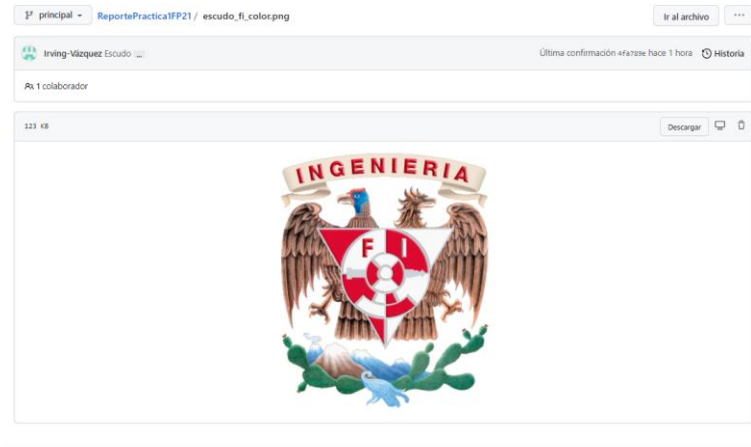 principal ReportePractica1FP21 / escudo_fi_color.png Ir al archivo ...
Irving-Vázquez Escudo ... Última confirmación 4fa789e hace 1 hora Historia
1 colaborador
123 KB Descargar
INGENIERIA
F I